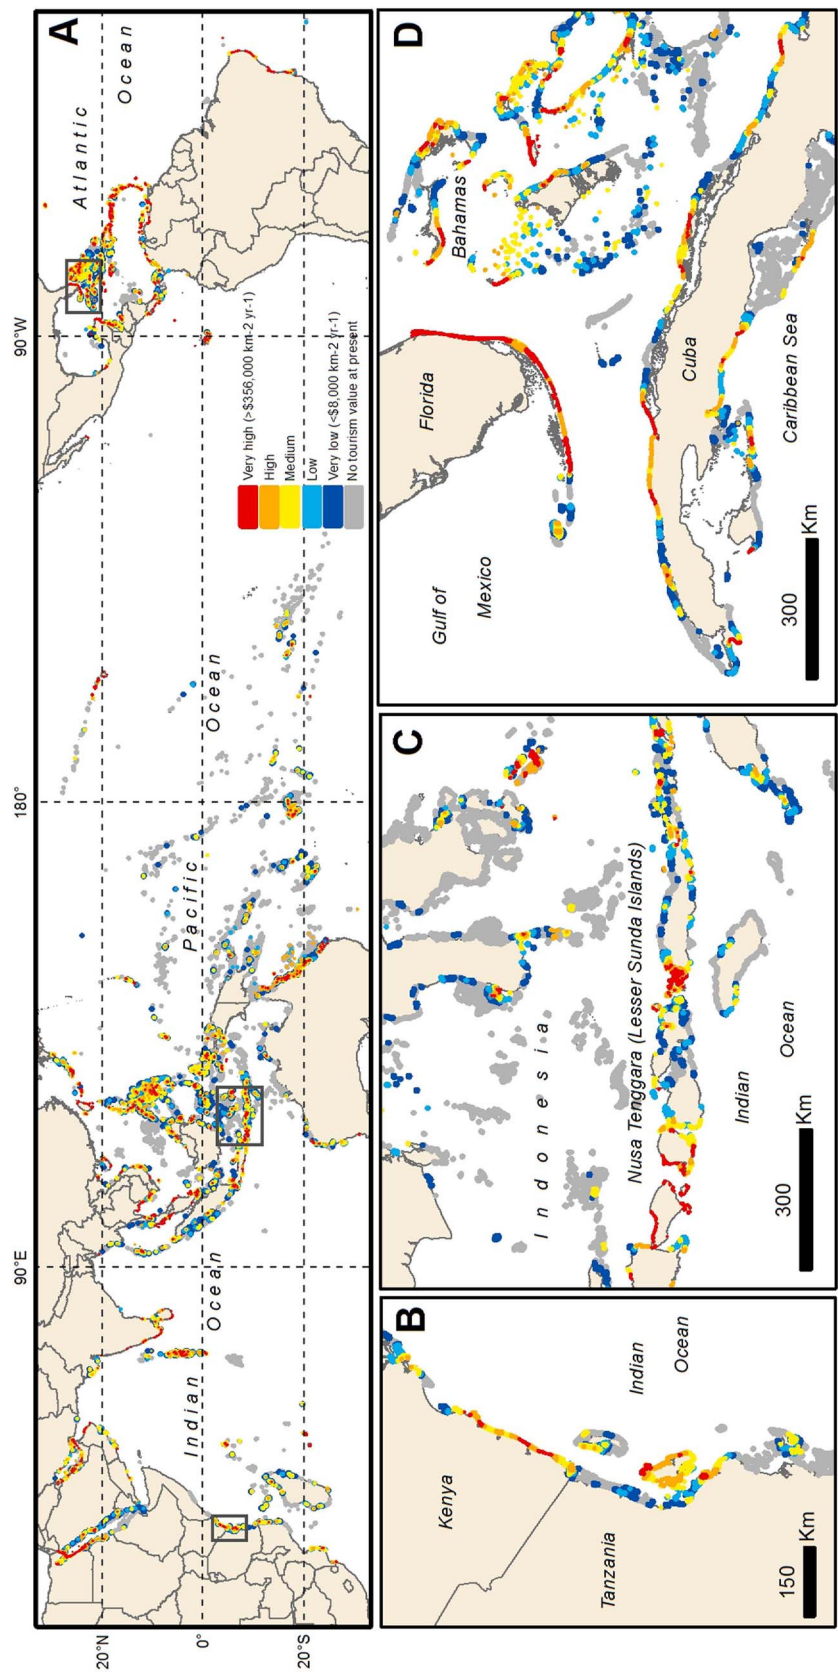 A
Atlantic
Ocean
Pacific
Ocean
Indian
Ocean
90°E
180°
90°W
20°N
0°
20°S
Very high (>$356,000 km-2 yr-1)
High
Medium
Low
Very low (<$8,000 km-2 yr-1)
No tourism value at present
B
Kenya
Tanzania
Indian
Ocean
150
Km
C
Indonesia
Nusa Tenggara (Lesser Sunda Islands)
Indian
Ocean
300
Km
D
Florida
Bahamas
Gulf of
Mexico
Cuba
Caribbean Sea
300
Km